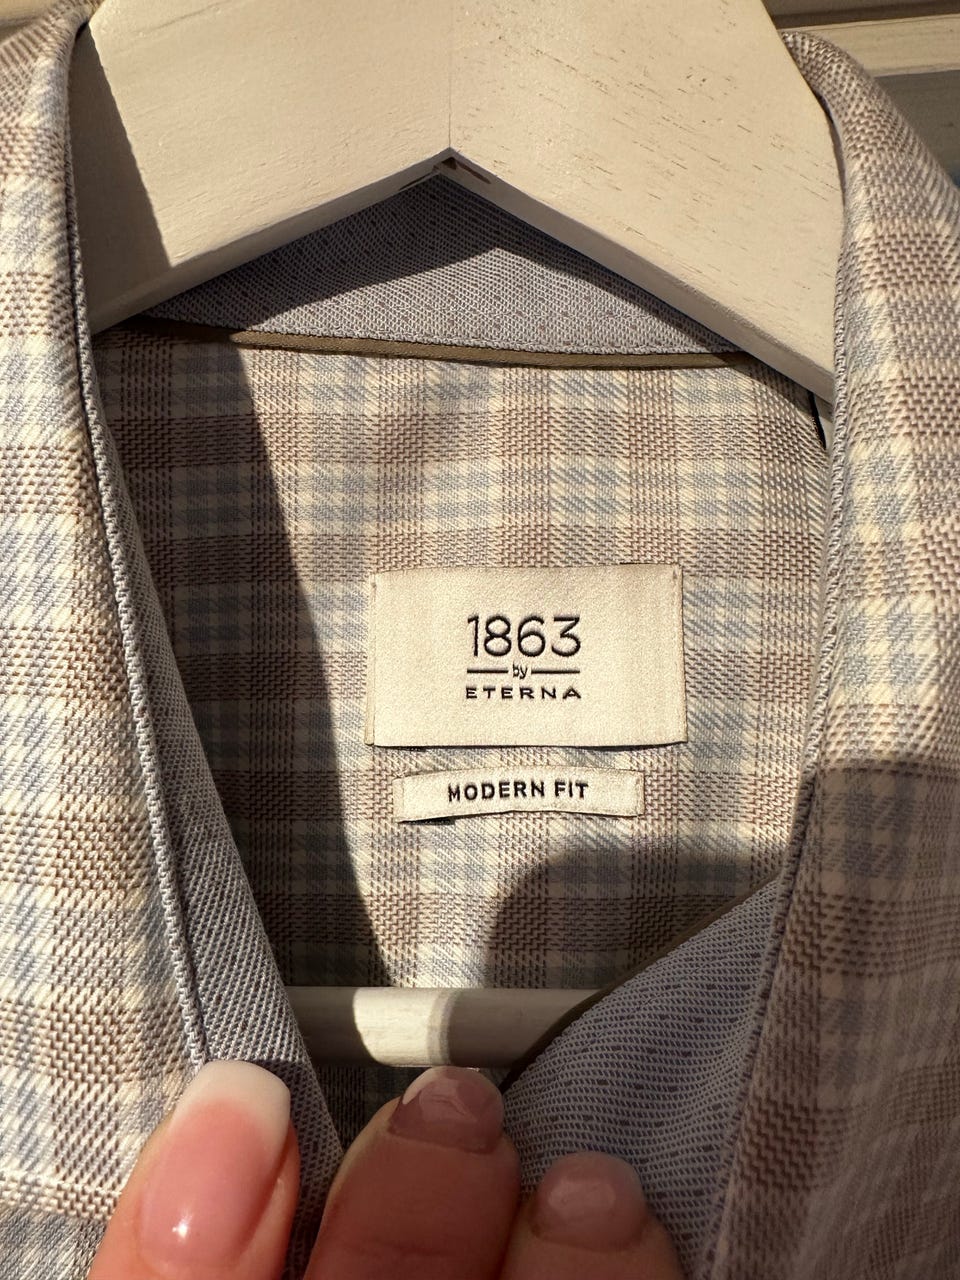 1863
by
ETERNA
MODERN FIT